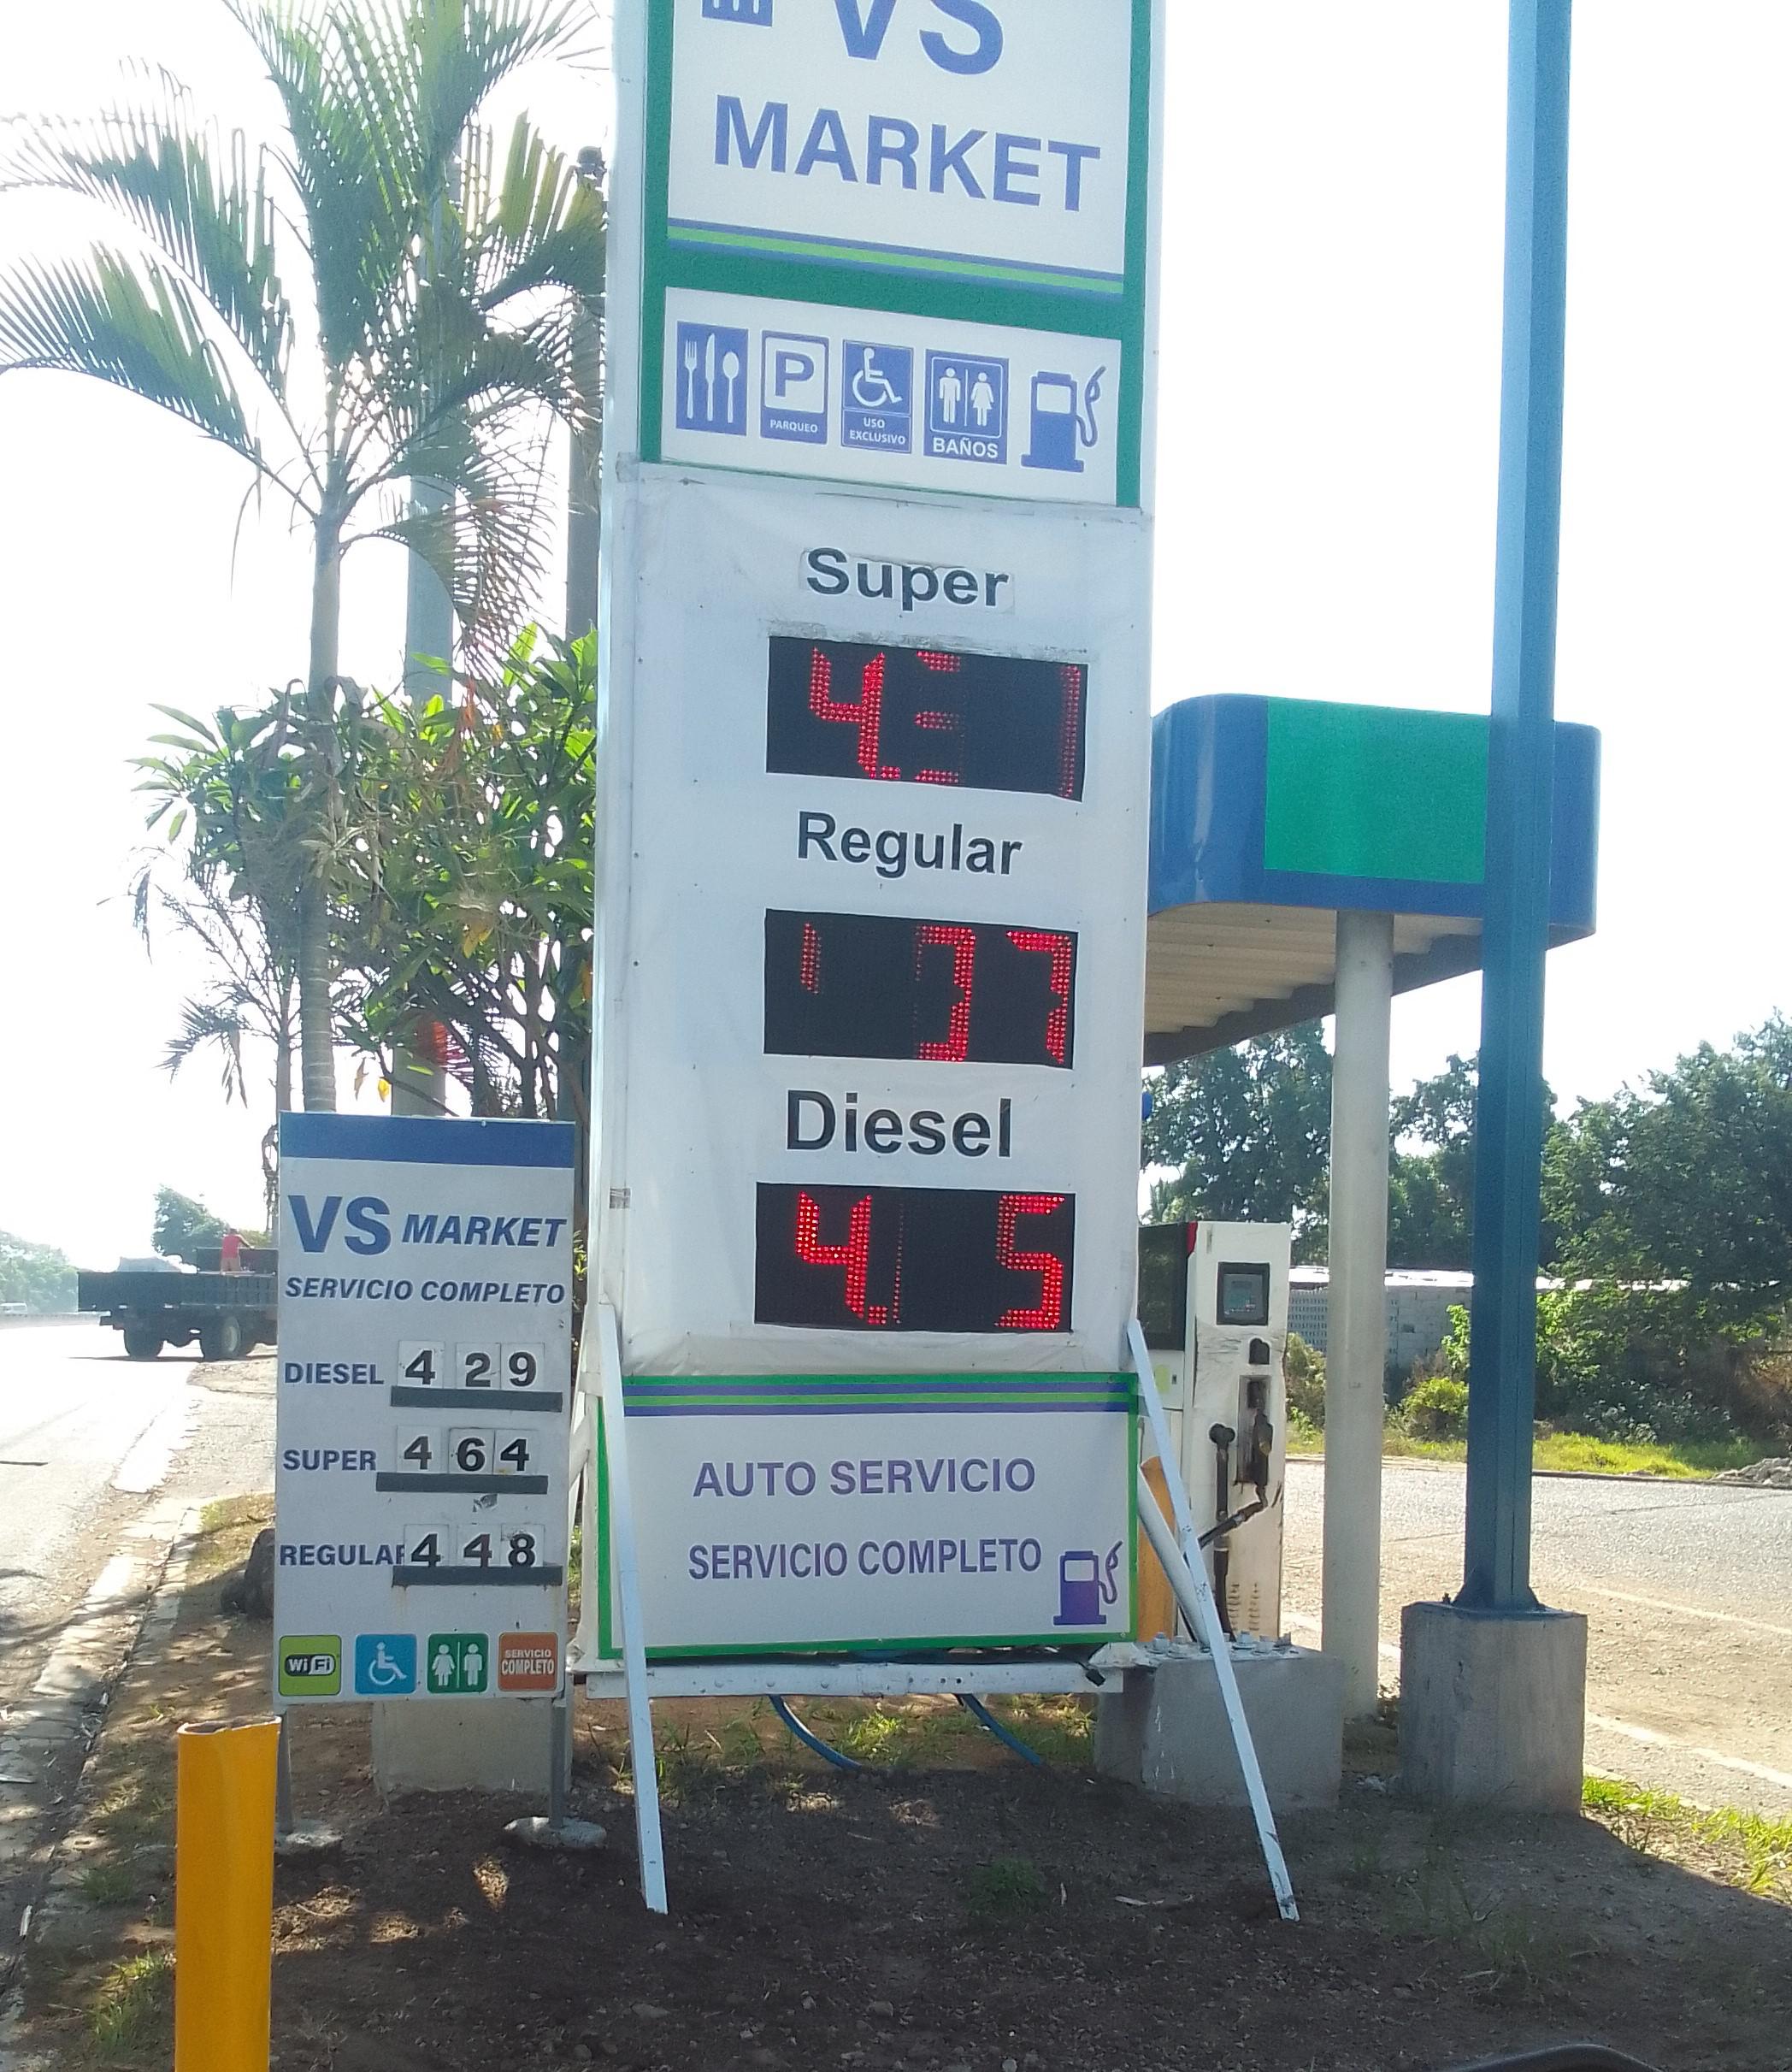 VS
MARKET
P
PARQUEO
USO
EXCLUSIVO
BAÑOS
Super
Regular
Diesel
AUTO SERVICIO
SERVICIO COMPLETO
VS MARKET
SERVICIO COMPLETO
DIESEL 4 29
SUPER 4 64
REGULAR 4 48
WiFi
SERVICIO
COMPLETO